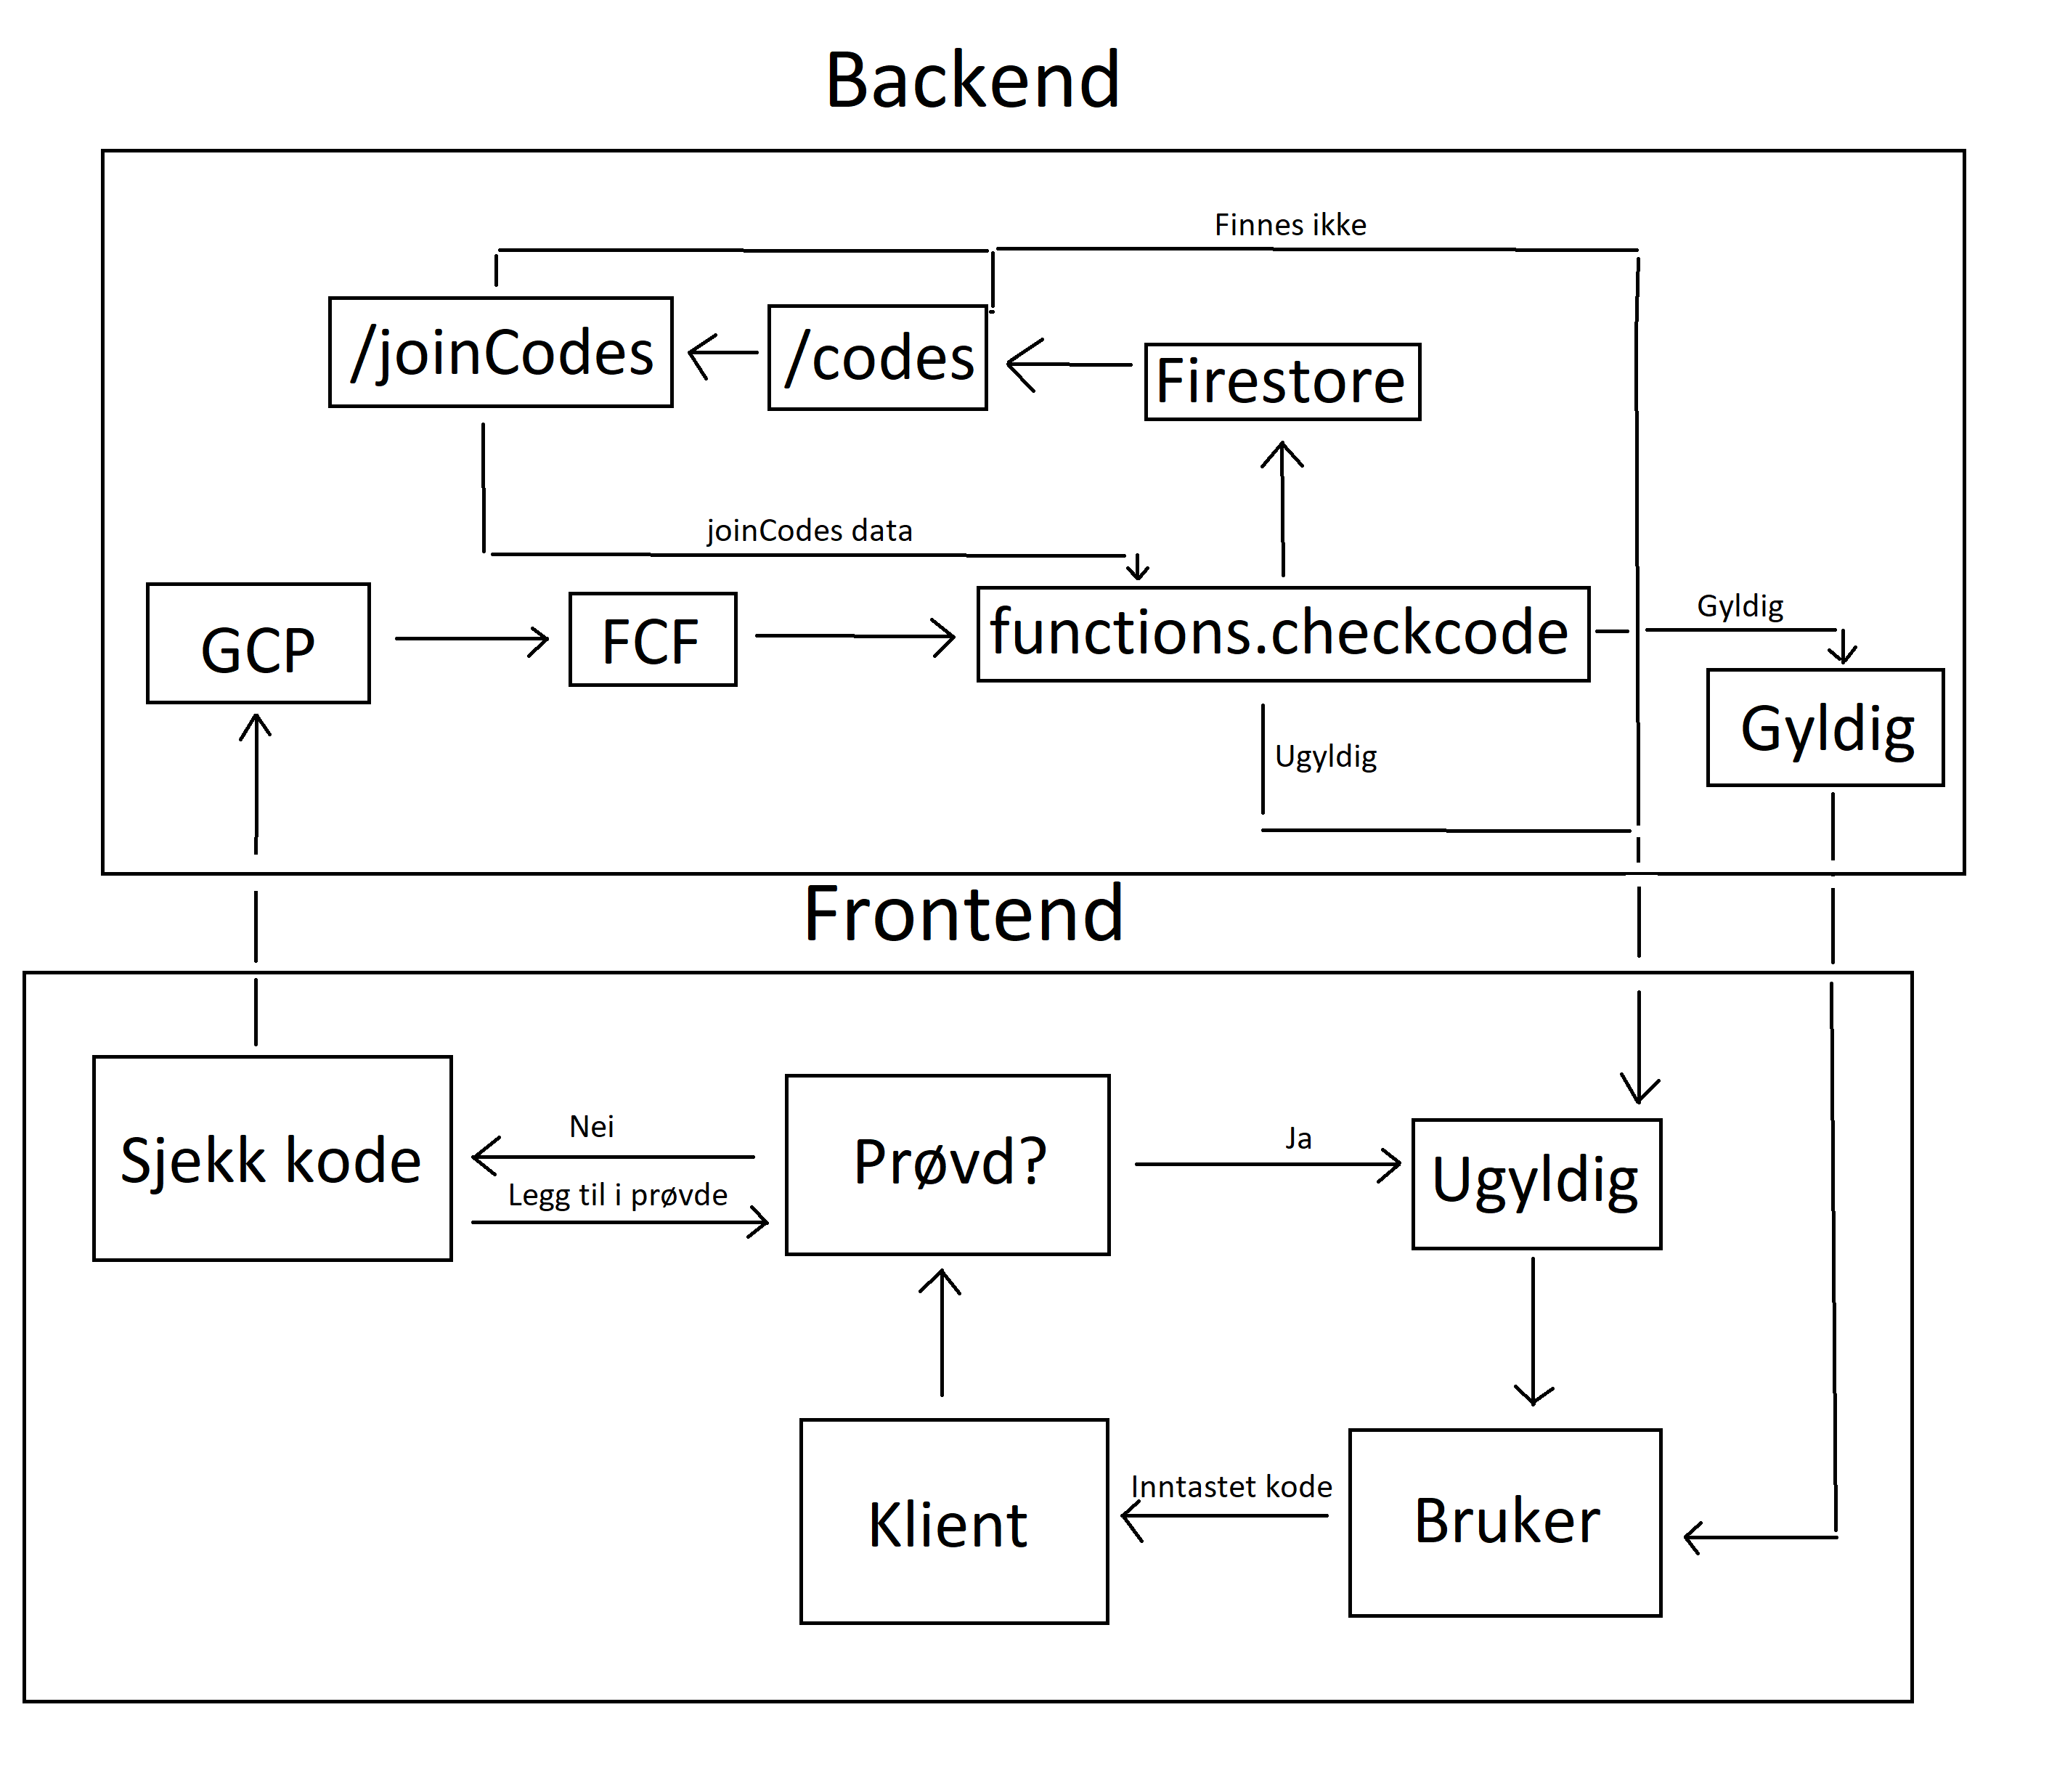 Backend
Finnes ikke
/joinCodes
/codes
Firestore
joinCodes data
GCP
FCF
functions.checkcode
Gyldig
Gyldig
Ugyldig
Frontend
Sjekk kode
Nei
Legg til i prøvde
Prøvd?
Ja
Ugyldig
Klient
Inntastet kode
Bruker